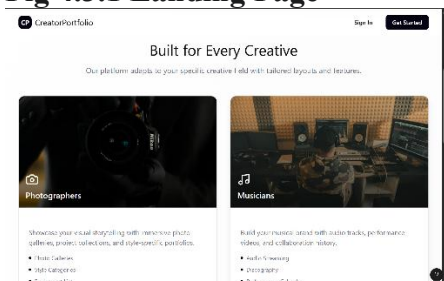 Fig 4.3.1 Landing Page
CP CreatorPortfolio
Sign In
Get Started
Built for Every Creative
Our platform adapts to your specific creative field with tailored layouts and features.
Nikon
Photographers
Musicians
Showcase your visual storytelling with immersive photo
galleries, project collections, and style-specific portfolios.
• Photo Galleries
• Style Categories
Build your musical brand with audio tracks, performance
videos, and collaboration history.
• Audio Streaming
• Discography
?